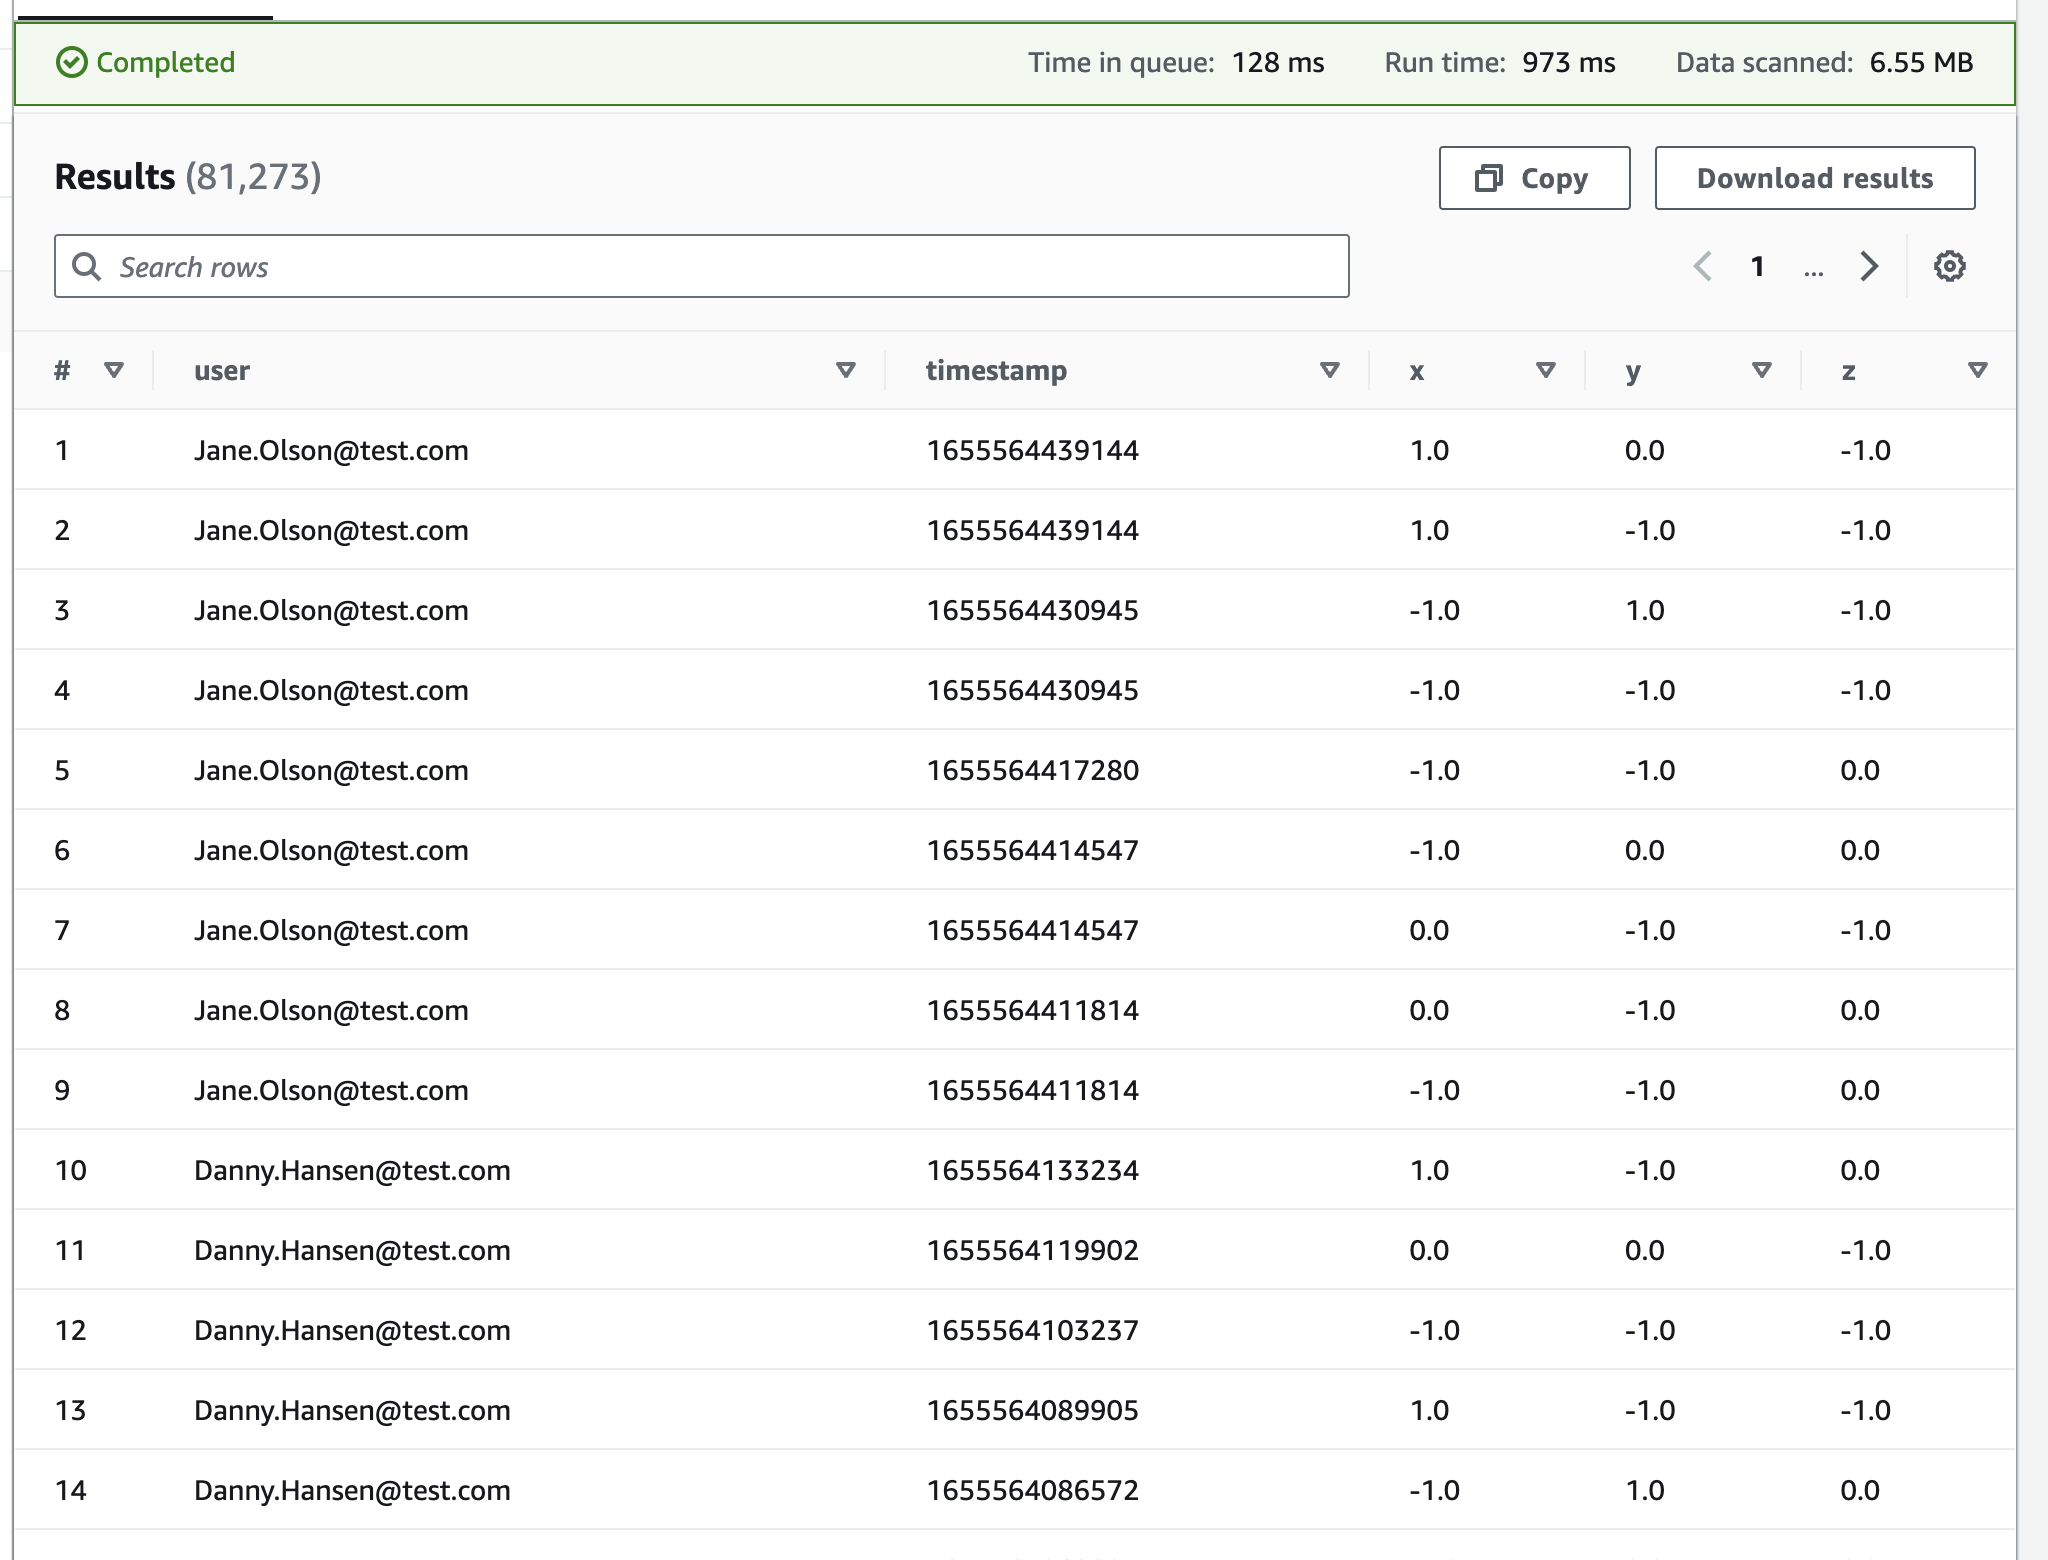 Completed Time in queue: 128 ms Run time: 973 ms Data scanned: 6.55 MB
Results (81,273) Copy Download results
Search rows 1 ...
# user timestamp x y z
1 Jane.Olson@test.com 1655564439144 1.0 0.0 -1.0
2 Jane.Olson@test.com 1655564439144 1.0 -1.0 -1.0
3 Jane.Olson@test.com 1655564430945 -1.0 1.0 -1.0
4 Jane.Olson@test.com 1655564430945 -1.0 -1.0 -1.0
5 Jane.Olson@test.com 1655564417280 -1.0 -1.0 0.0
6 Jane.Olson@test.com 1655564414547 -1.0 0.0 0.0
7 Jane.Olson@test.com 1655564414547 0.0 -1.0 -1.0
8 Jane.Olson@test.com 1655564411814 0.0 -1.0 0.0
9 Jane.Olson@test.com 1655564411814 -1.0 -1.0 0.0
10 Danny.Hansen@test.com 1655564133234 1.0 -1.0 0.0
11 Danny.Hansen@test.com 1655564119902 0.0 0.0 -1.0
12 Danny.Hansen@test.com 1655564103237 -1.0 -1.0 -1.0
13 Danny.Hansen@test.com 1655564089905 1.0 -1.0 -1.0
14 Danny.Hansen@test.com 1655564086572 -1.0 1.0 0.0